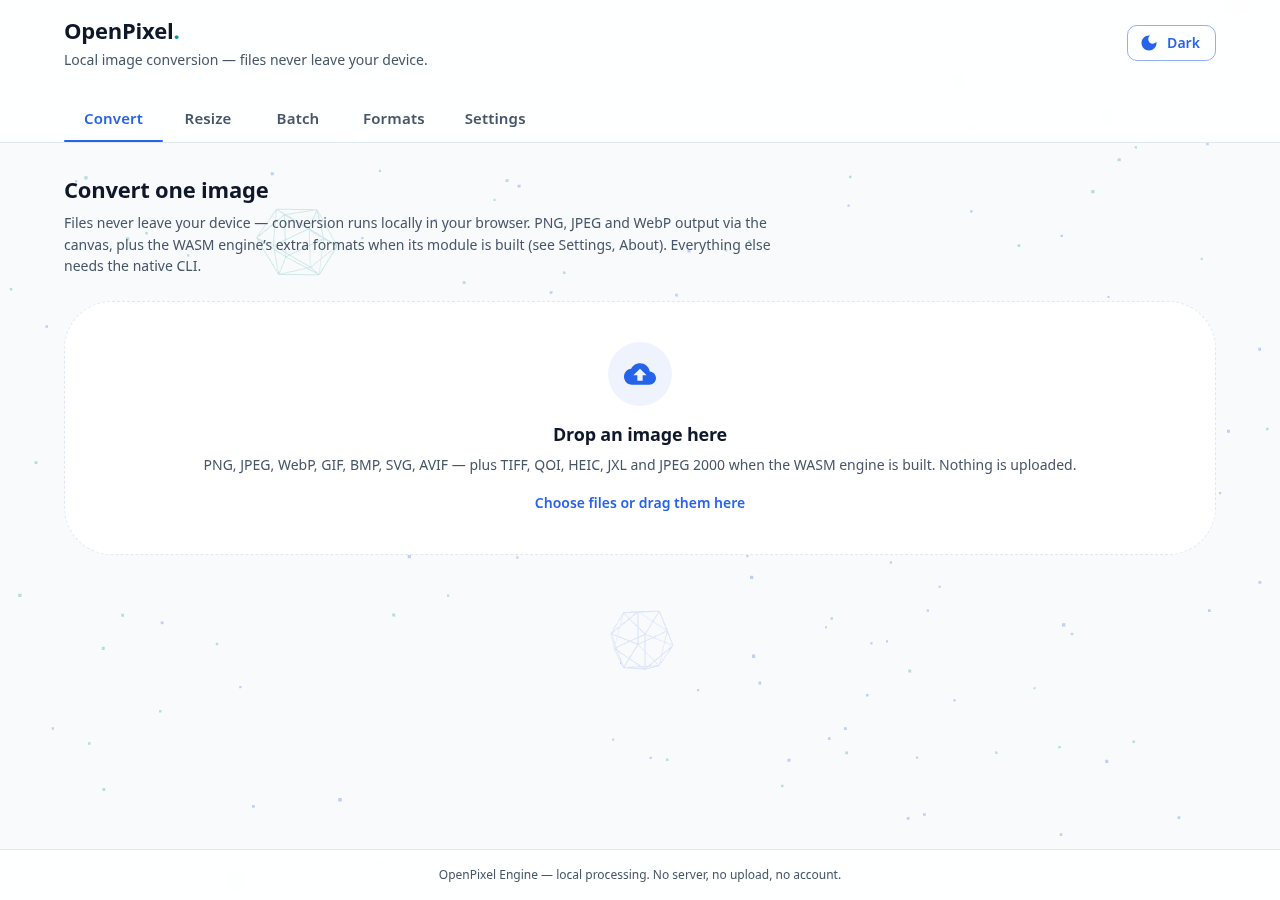 OpenPixel.
Local image conversion — files never leave your device.
Dark
Convert
Resize
Batch
Formats
Settings
Convert one image
Files never leave your device — conversion runs locally in your browser. PNG, JPEG and WebP output via the
canvas, plus the WASM engine's extra formats when its module is built (see Settings, About). Everything else
needs the native CLI.
Drop an image here
PNG, JPEG, WebP, GIF, BMP, SVG, AVIF — plus TIFF, QOI, HEIC, JXL and JPEG 2000 when the WASM engine is built. Nothing is uploaded.
Choose files or drag them here
OpenPixel Engine — local processing. No server, no upload, no account.